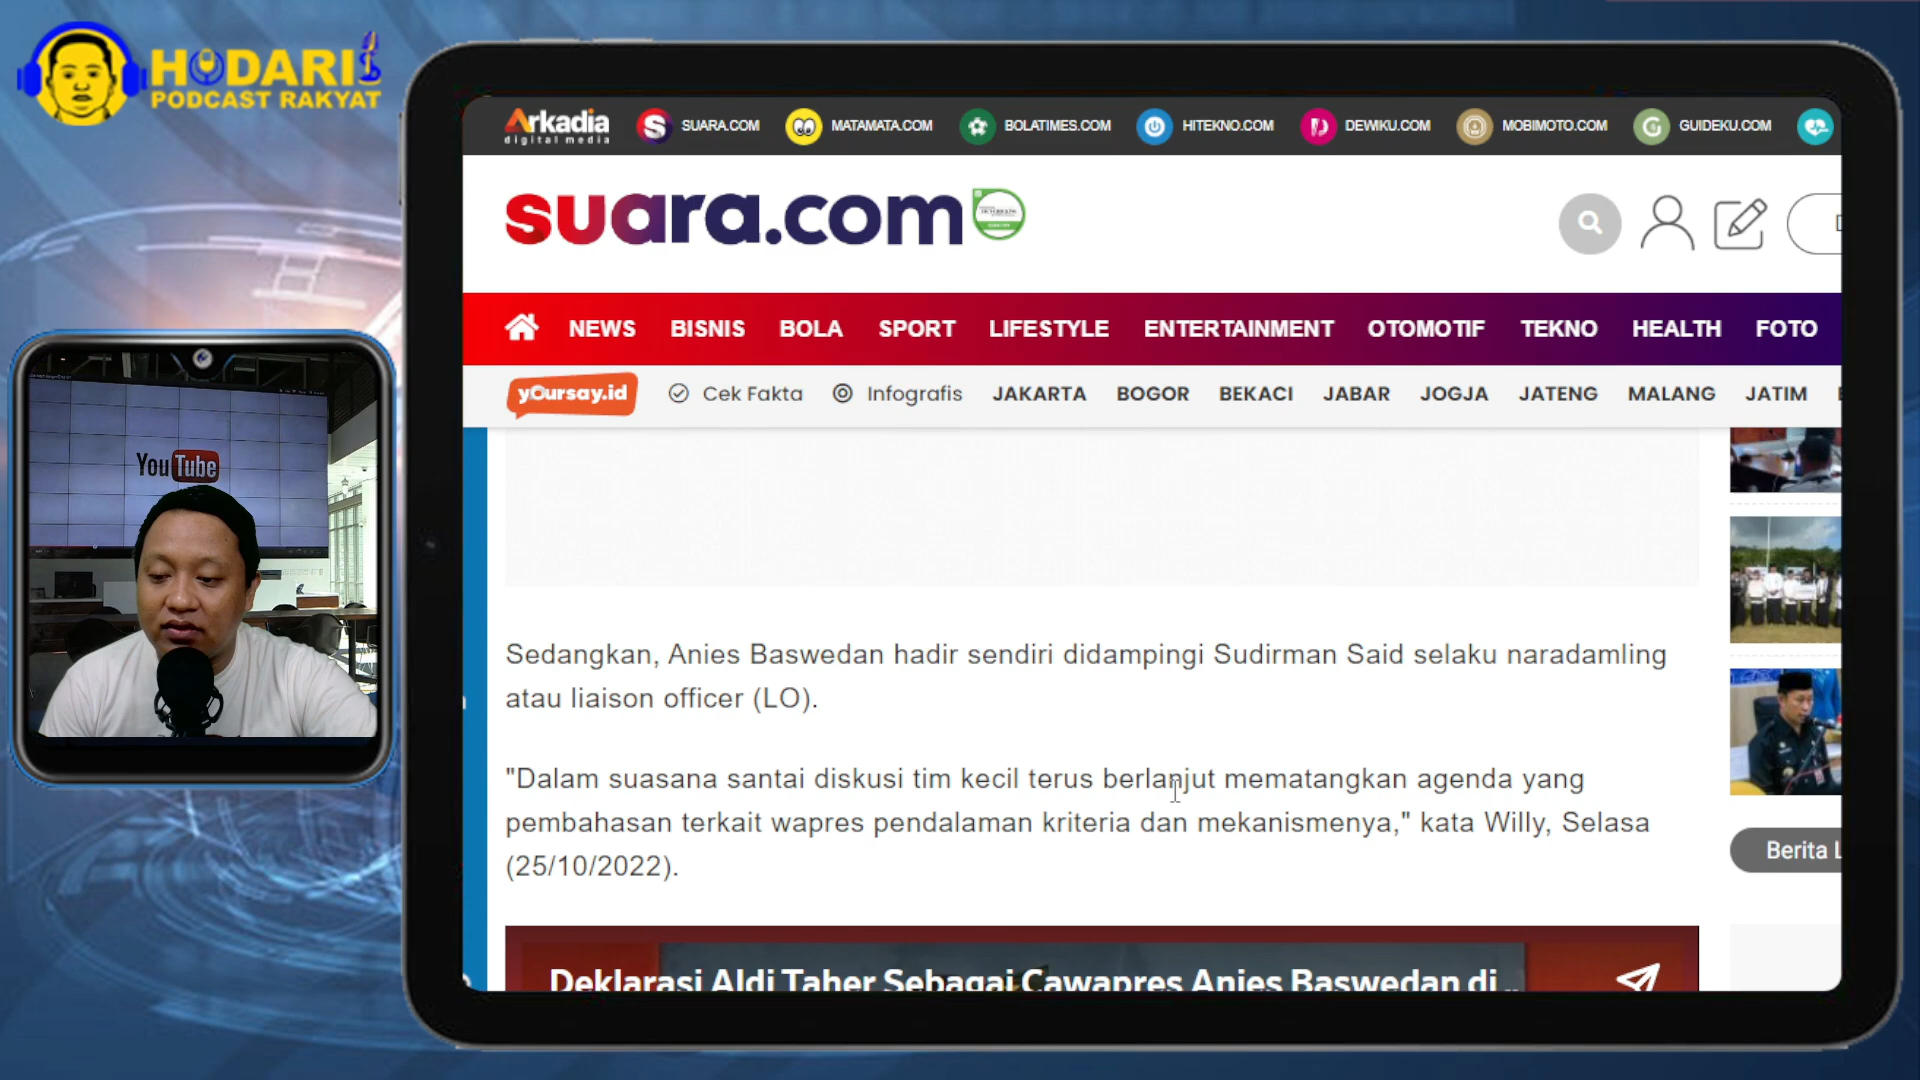 HODARI
PODCAST RAKYAT
Arkadia
digital media
SUARA.COM
MATAMATA.COM
BOLATIMES.COM
HITEKNO.COM
DEWIKU.COM
MOBIMOTO.COM
GUIDEKU.COM
suara.com
NEWS BISNIS BOLA SPORT LIFESTYLE ENTERTAINMENT OTOMOTIF TEKNO HEALTH FOTO
yoursay.id Cek Fakta Infografis JAKARTA BOGOR BEKACI JABAR JOGJA JATENG MALANG JATIM
YouTube
Sedangkan, Anies Baswedan hadir sendiri didampingi Sudirman Said selaku naradamling
atau liaison officer (LO).
"Dalam suasana santai diskusi tim kecil terus berlanjut mematangkan agenda yang
pembahasan terkait wapres pendalaman kriteria dan mekanismenya," kata Willy, Selasa
(25/10/2022).
Berita L
Deklarasi Aldi Taher Sebagai Cawapres Anies Baswedan di ..